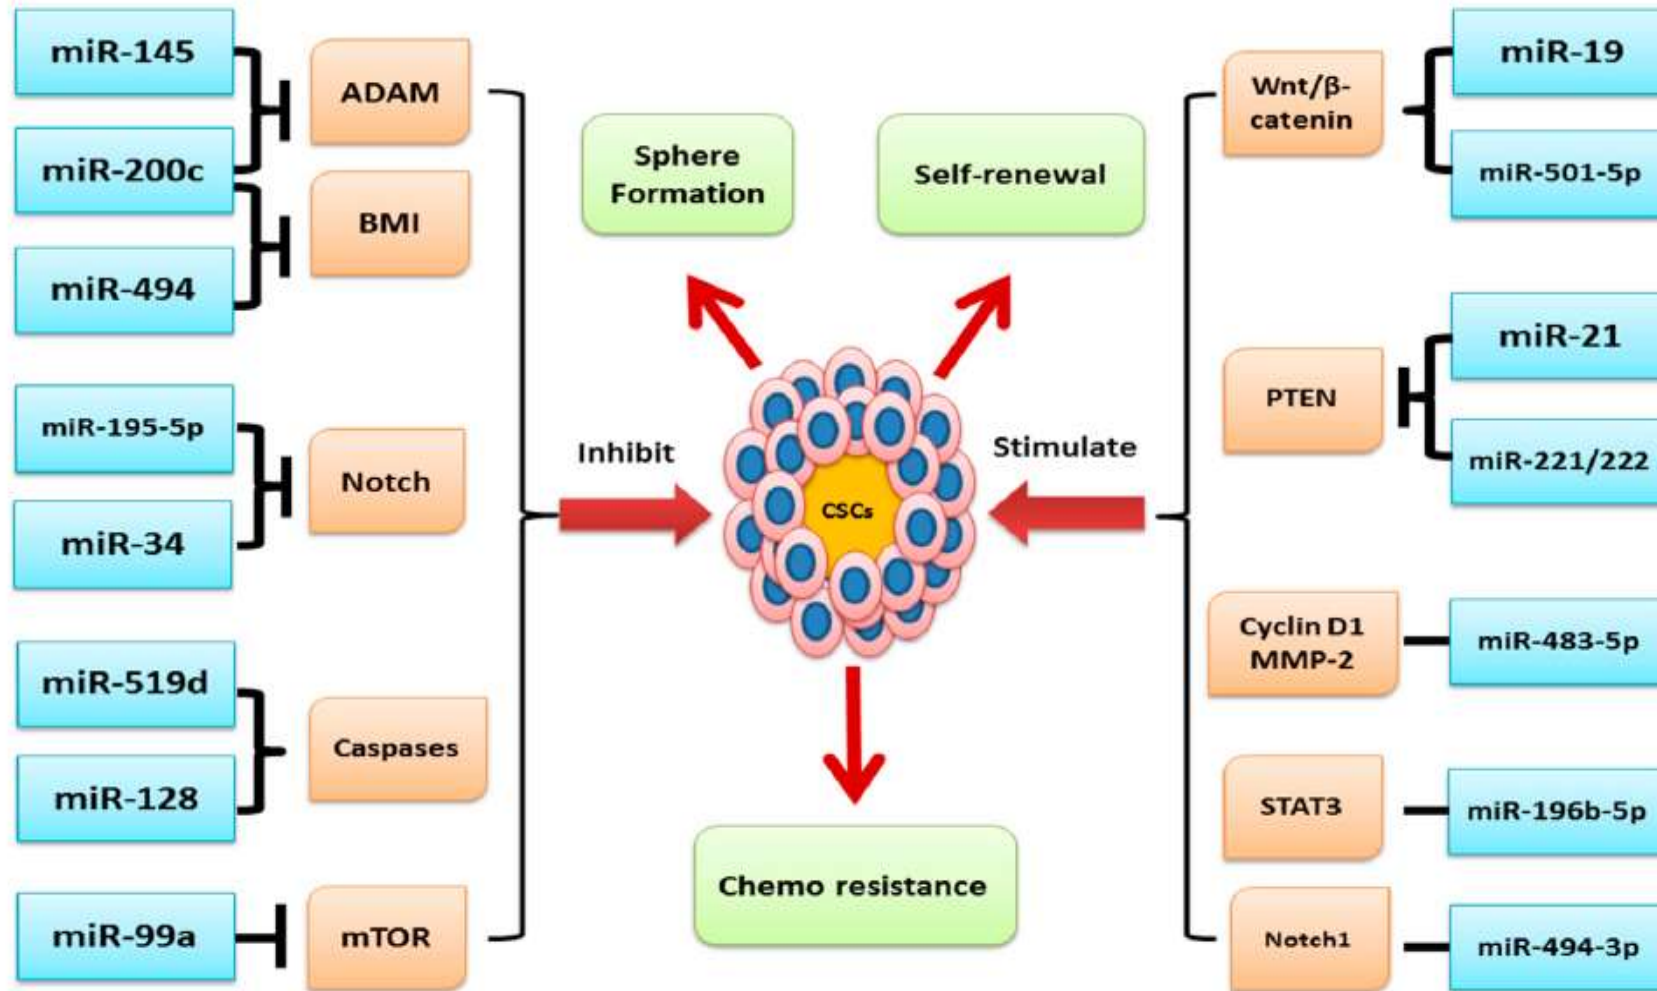 miR-145
miR-200c
miR-494
miR-195-5p
miR-34
miR-519d
miR-128
miR-99a
ADAM
BMI
Notch
Caspases
mTOR
Sphere
Formation
Self-renewal
Inhibit
CSCs
Stimulate
Chemo resistance
Wnt/β-
catenin
PTEN
Cyclin D1
MMP-2
STAT3
Notch1
miR-19
miR-501-5p
miR-21
miR-221/222
miR-483-5p
miR-196b-5p
miR-494-3p